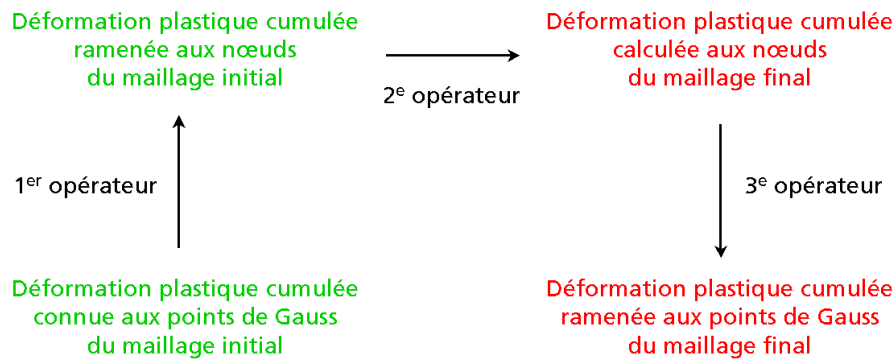 Déformation plastique cumulée
ramenée aux nœuds
du maillage initial
2e opérateur
Déformation plastique cumulée
calculée aux nœuds
du maillage final
1er opérateur
3e opérateur
Déformation plastique cumulée
connue aux points de Gauss
du maillage initial
Déformation plastique cumulée
ramenée aux points de Gauss
du maillage final